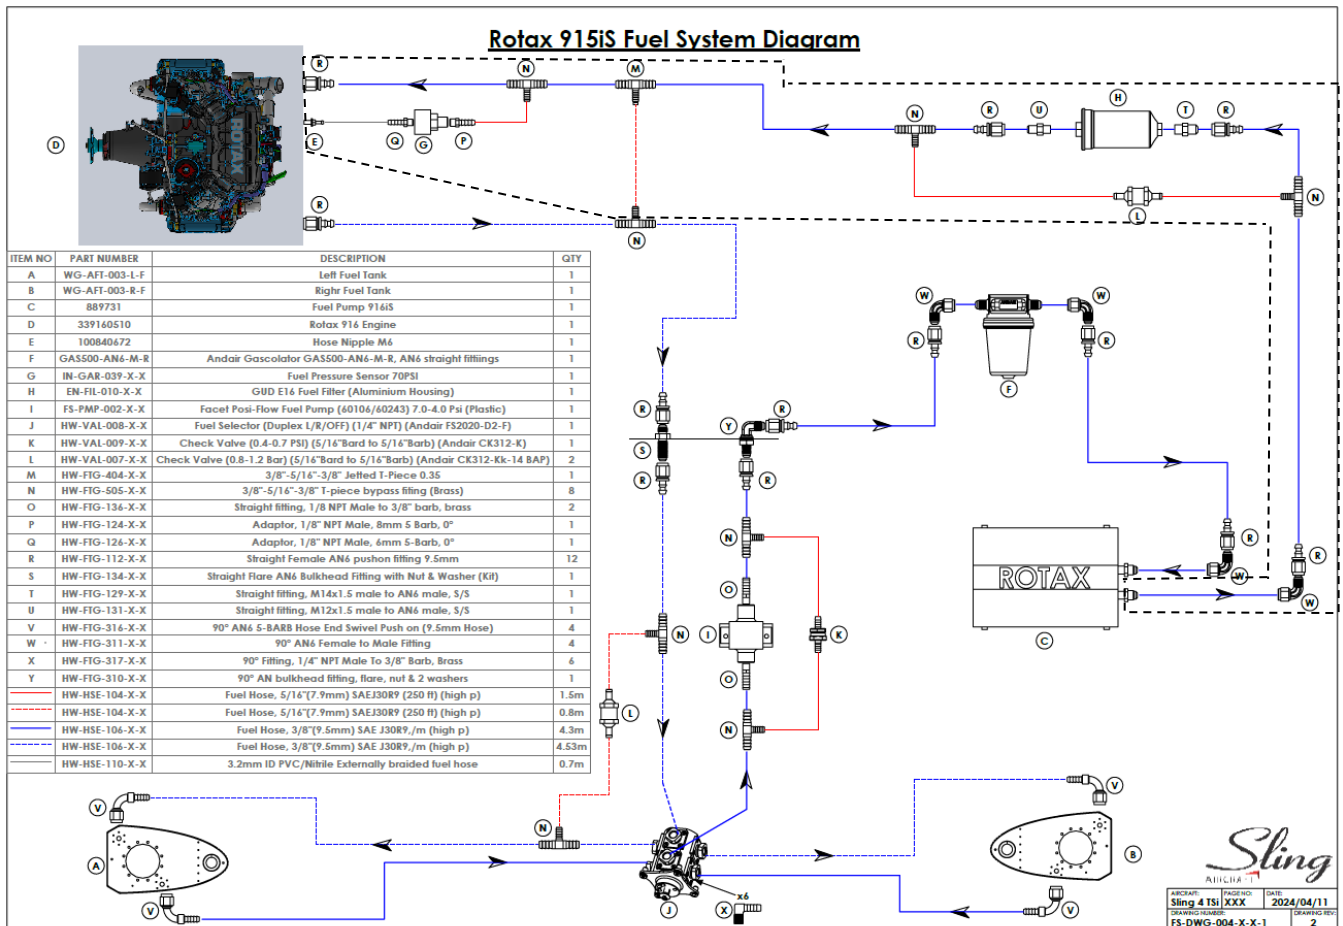 Rotax 915iS Fuel System Diagram
R
N
M
N
R
U
H
T
R
D
E
Q
G
P
ROTAX
R
N
L
N
ITEM NO PART NUMBER DESCRIPTION QTY
A WG-AFT-003-L-F Left Fuel Tank 1
B WG-AFT-003-R-F Righr Fuel Tank 1
C 889731 Fuel Pump 916iS 1
D 339160510 Rotax 916 Engine 1
E 100840672 Hose Nipple M6 1
F GAS500-AN6-M-R Andair Gascolator GAS500-AN6-M-R, AN6 straight fittiings 1
G IN-GAR-039-X-X Fuel Pressure Sensor 70PSI 1
H EN-FIL-010-X-X GUD E16 Fuel Filter (Aluminium Housing) 1
I FS-PMP-002-X-X Facet Posi-Flow Fuel Pump (60106/60243) 7.0-4.0 Psi (Plastic) 1
J HW-VAL-008-X-X Fuel Selector (Duplex L/R/OFF) (1/4" NPT) (Andair FS2020-D2-F) 1
K HW-VAL-009-X-X Check Valve (0.4-0.7 PSI) (5/16"Bard to 5/16"Barb) (Andair CK312-K) 1
L HW-VAL-007-X-X Check Valve (0.8-1.2 Bar) (5/16"Bard to 5/16"Barb) (Andair CK312-Kk-14 BAP) 2
M HW-FTG-404-X-X 3/8"-5/16"-3/8" Jetted T-Piece 0.35 1
N HW-FTG-505-X-X 3/8"-5/16"-3/8" T-piece bypass fiting (Brass) 8
O HW-FTG-136-X-X Straight fitting, 1/8 NPT Male to 3/8" barb, brass 2
P HW-FTG-124-X-X Adaptor, 1/8" NPT Male, 8mm 5 Barb, 0° 1
Q HW-FTG-126-X-X Adaptor, 1/8" NPT Male, 6mm 5-Barb, 0° 1
R HW-FTG-112-X-X Straight Female AN6 pushon fitting 9.5mm 12
S HW-FTG-134-X-X Straight Flare AN6 Bulkhead Fitting with Nut & Washer (Kit) 1
T HW-FTG-129-X-X Straight fitting, M14x1.5 male to AN6 male, S/S 1
U HW-FTG-131-X-X Straight fitting, M12x1.5 male to AN6 male, S/S 1
V HW-FTG-316-X-X 90° AN6 5-BARB Hose End Swivel Push on (9.5mm Hose) 4
W HW-FTG-311-X-X 90° AN6 Female to Male Fitting 4
X HW-FTG-317-X-X 90° Fitting, 1/4" NPT Male To 3/8" Barb, Brass 6
Y HW-FTG-310-X-X 90° AN bulkhead fitting, flare, nut & 2 washers 1
HW-HSE-104-X-X Fuel Hose, 5/16"(7.9mm) SAEJ30R9 (250 ft) (high p) 1.5m
HW-HSE-104-X-X Fuel Hose, 5/16"(7.9mm) SAEJ30R9 (250 ft) (high p) 0.8m
HW-HSE-106-X-X Fuel Hose, 3/8"(9.5mm) SAE J30R9,/m (high p) 4.3m
HW-HSE-106-X-X Fuel Hose, 3/8"(9.5mm) SAE J30R9,/m (high p) 4.53m
HW-HSE-110-X-X 3.2mm ID PVC/Nitrile Externally braided fuel hose 0.7m
W
W
R
R
F
R
Y
R
S
R
R
N
R
R
O
ROTAX
W
W
N
I
K
C
O
L
N
V
N
V
A
B
V
J
X
x6
V
Sling
AIRCRAFT
AIRCRAFT: PAGE NO: DATE:
Sling 4 TSi XXX 2024/04/11
DRAWING NUMBER: DRAWING REV:
FS-DWG-004-X-X-1 2